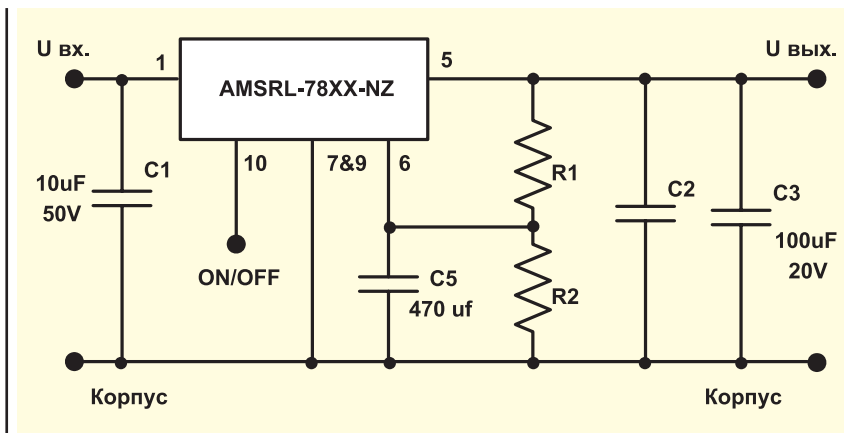 U вх.
1
AMSRL-78XX-NZ
5
U вых.
10
7&9
6
C1
10uF
50V
R1
C2
C3
100uF
20V
ON/OFF
C5
470 uf
R2
Корпус
Корпус